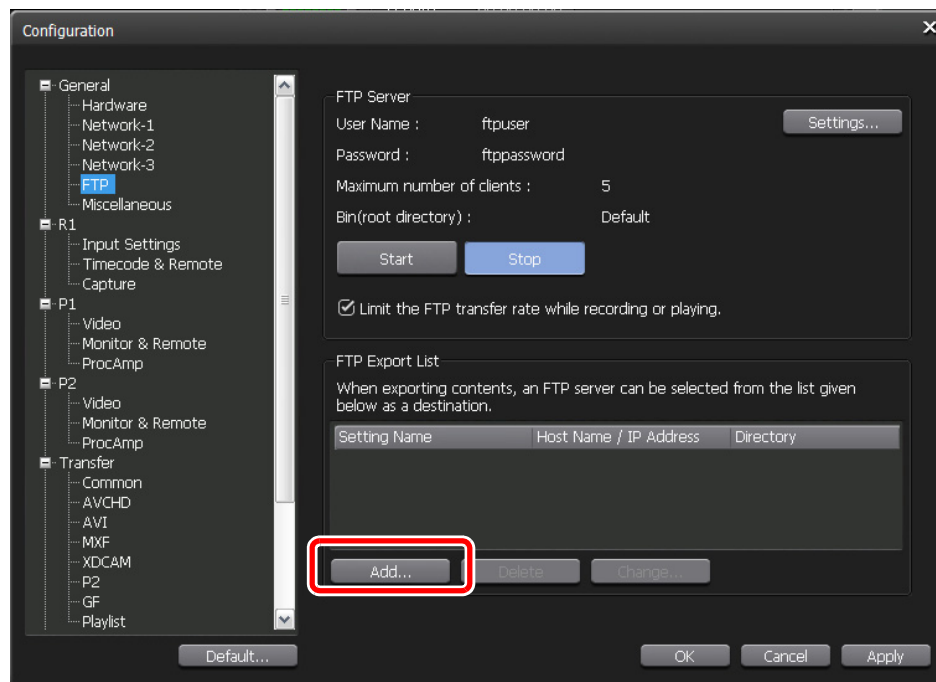 Configuration
General
Hardware
Network-1
Network-2
Network-3
FTP
Miscellaneous
R1
Input Settings
Timecode & Remote
Capture
P1
Video
Monitor & Remote
ProcAmp
P2
Video
Monitor & Remote
ProcAmp
Transfer
Common
AVCHD
AVI
MXF
XDCAM
P2
GF
Playlist
Default...
FTP Server
User Name : ftpuser
Settings...
Password : ftppassword
Maximum number of clients : 5
Bin(root directory) : Default
Start Stop
Limit the FTP transfer rate while recording or playing.
FTP Export List
When exporting contents, an FTP server can be selected from the list given
below as a destination.
Setting Name Host Name / IP Address Directory
Add... Delete Change...
OK Cancel Apply